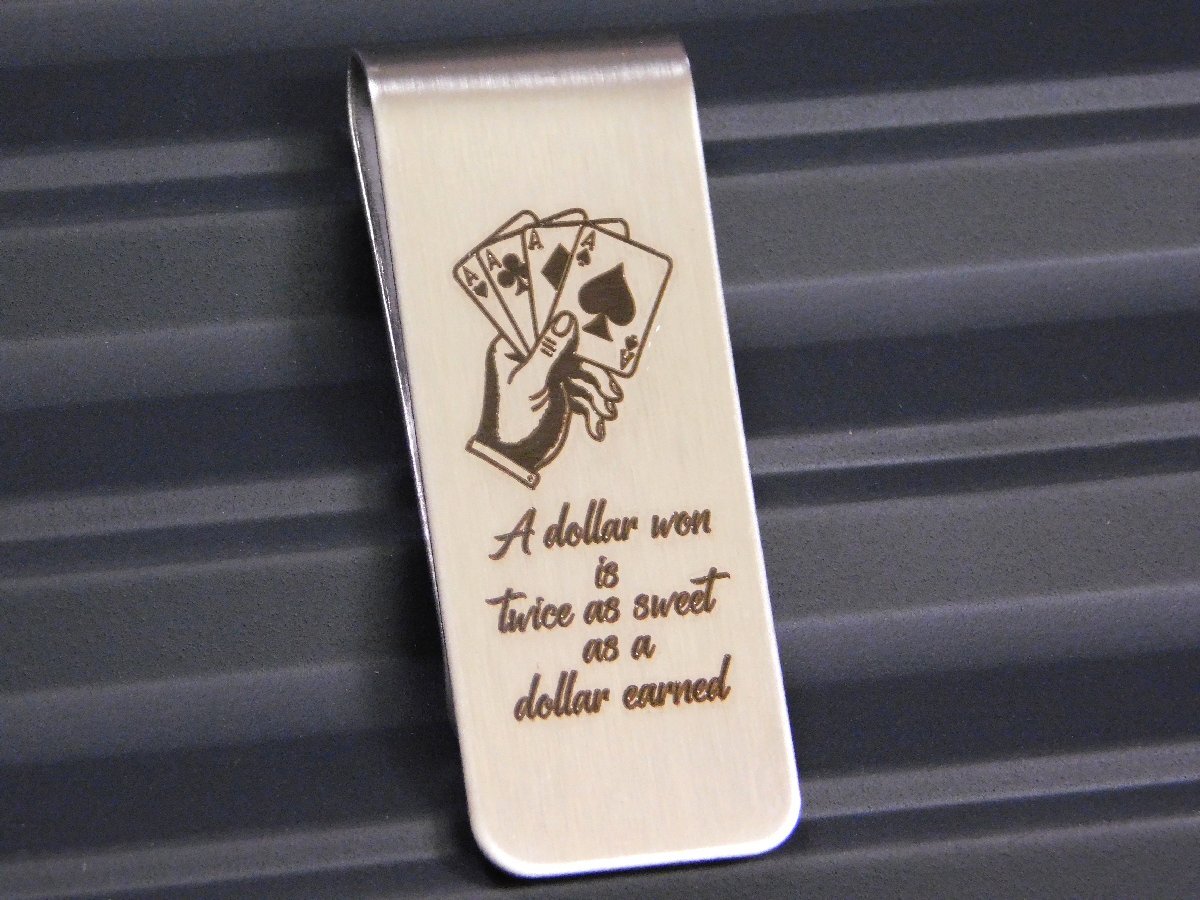 A A A A
A
A dollar won
is
twice as sweet
as a
dollar earned